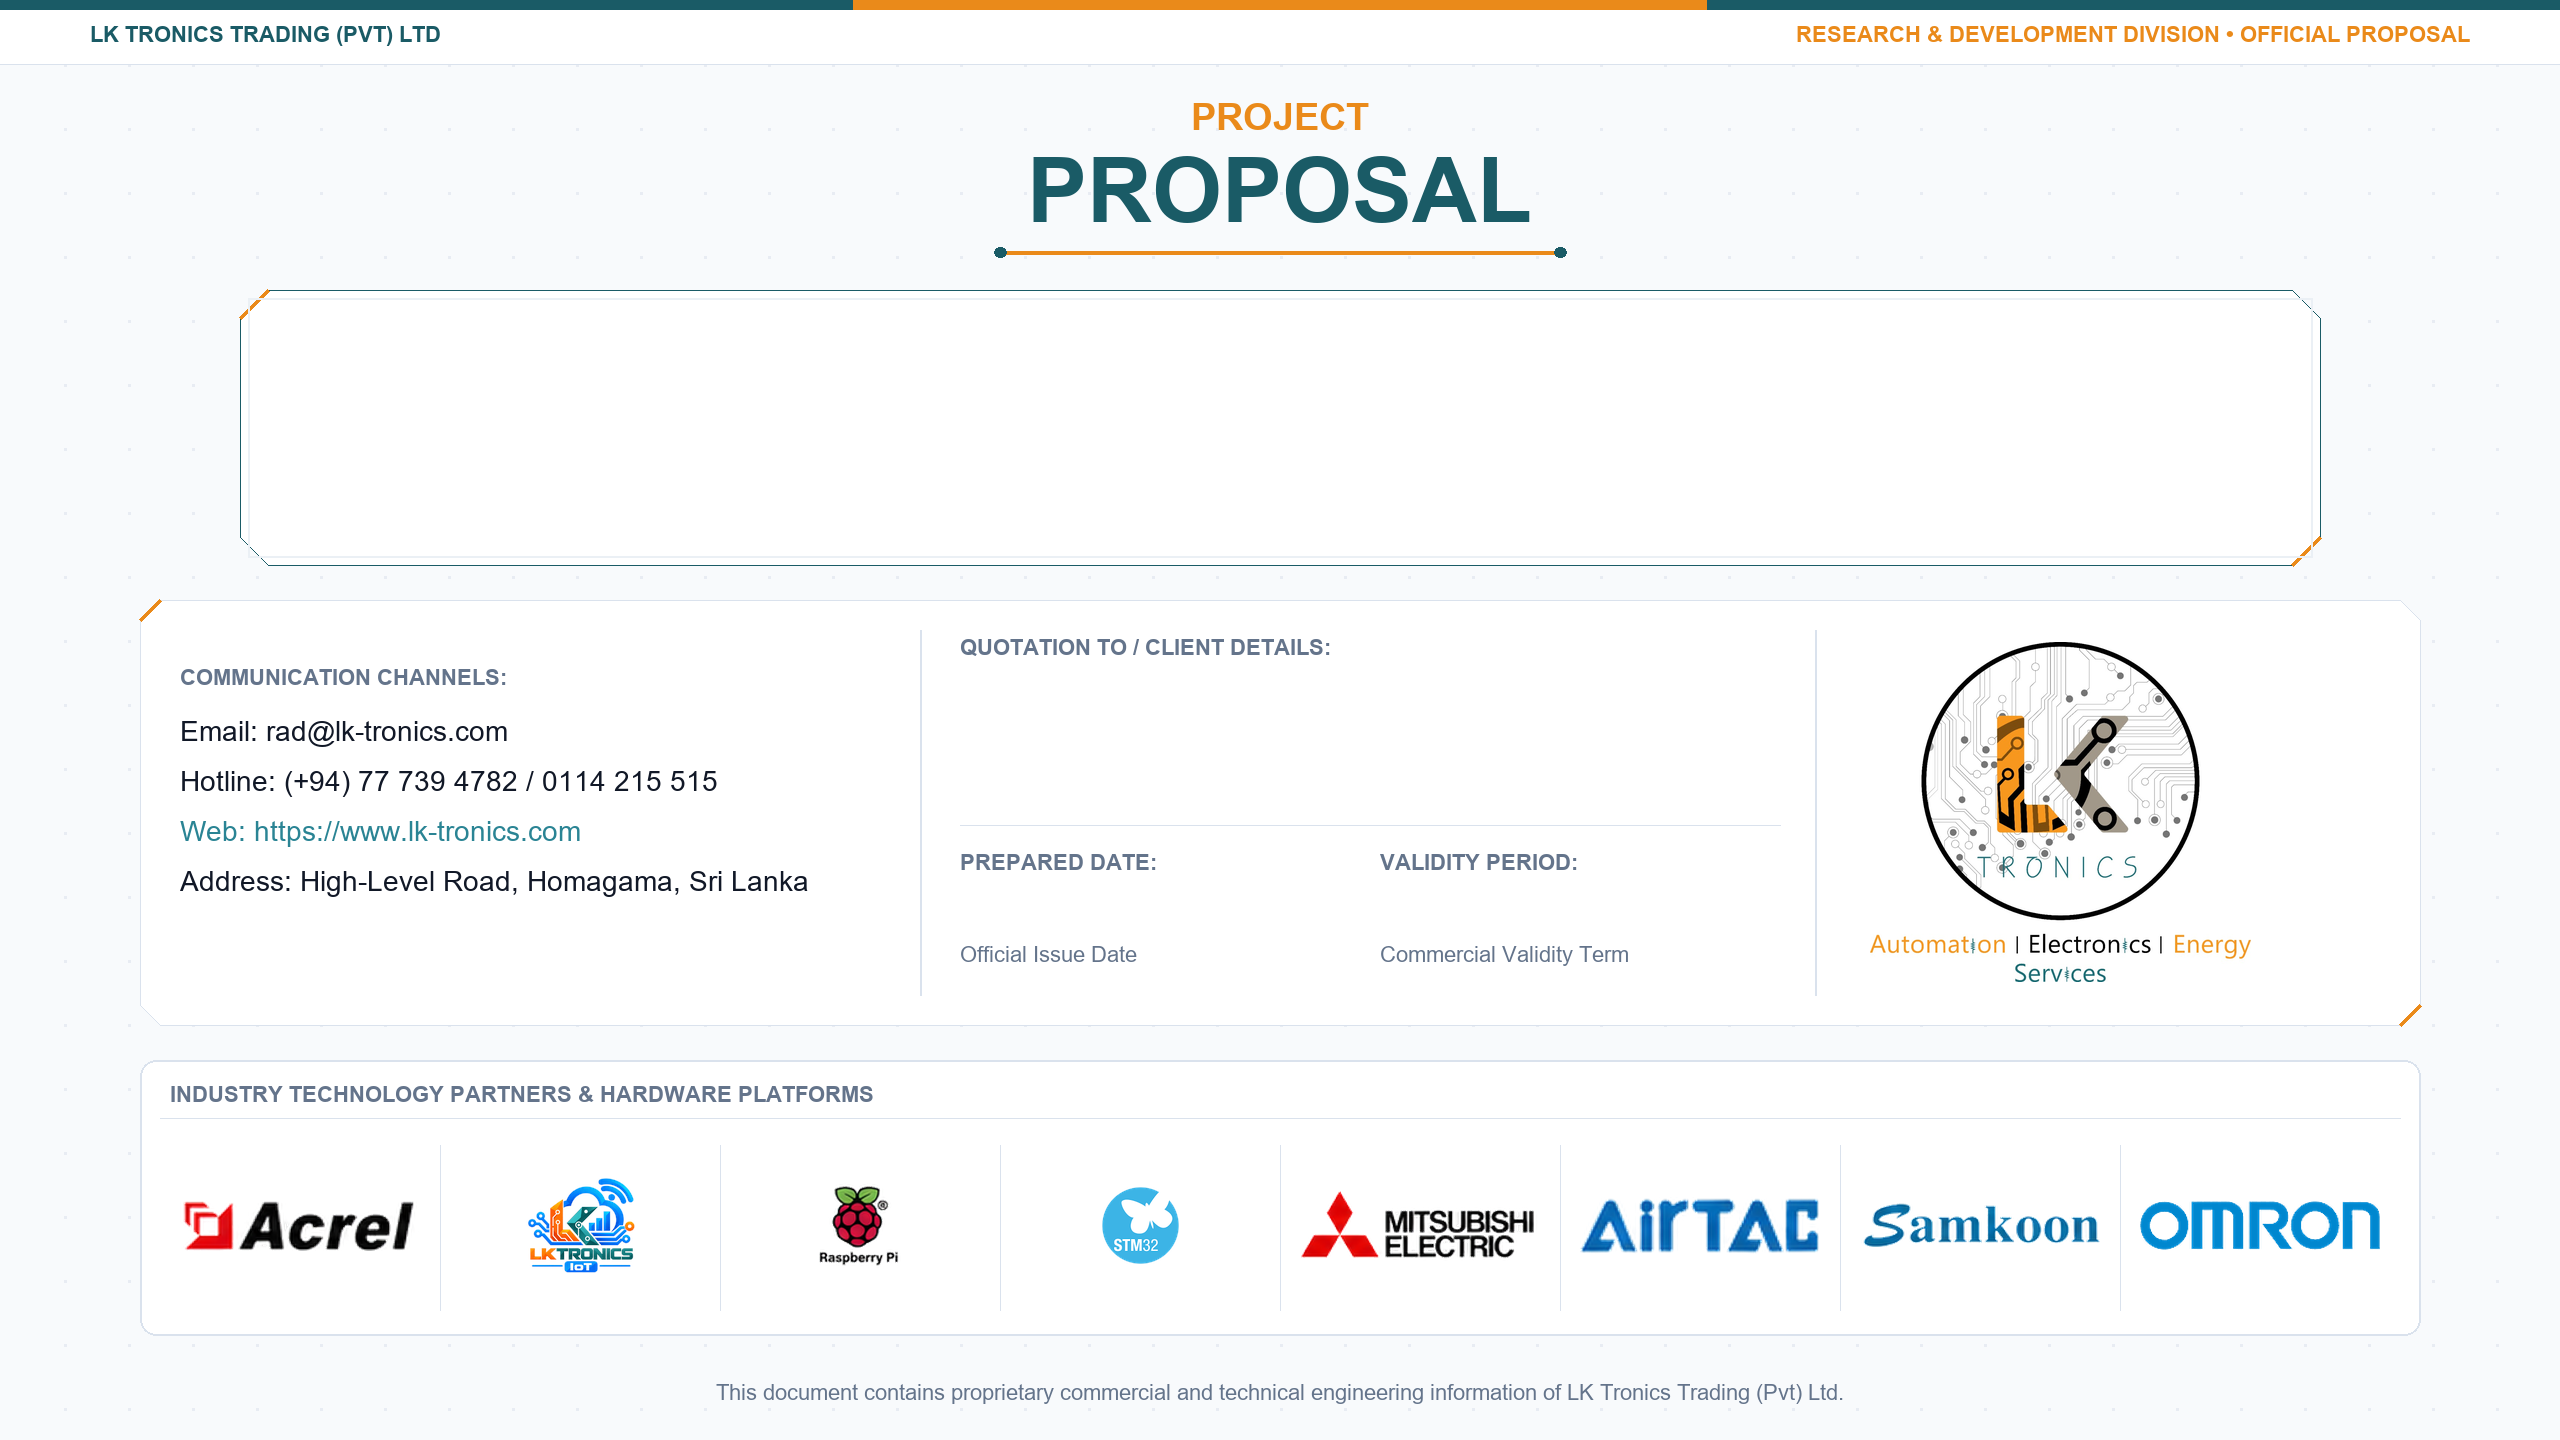 LK TRONICS TRADING (PVT) LTD
RESEARCH & DEVELOPMENT DIVISION • OFFICIAL PROPOSAL
PROJECT
PROPOSAL
COMMUNICATION CHANNELS:
Email: rad@lk-tronics.com
Hotline: (+94) 77 739 4782 / 0114 215 515
Web: https://www.lk-tronics.com
Address: High-Level Road, Homagama, Sri Lanka
QUOTATION TO / CLIENT DETAILS:
PREPARED DATE:
Official Issue Date
VALIDITY PERIOD:
Commercial Validity Term
LK
TRONICS
Automation | Electronics | Energy
Services
INDUSTRY TECHNOLOGY PARTNERS & HARDWARE PLATFORMS
Acrel
LK
LKTRONICS
IoT
Raspberry Pi
®
STM32
MITSUBISHI
ELECTRIC
AirTAC
Samkoon
OMRON
This document contains proprietary commercial and technical engineering information of LK Tronics Trading (Pvt) Ltd.